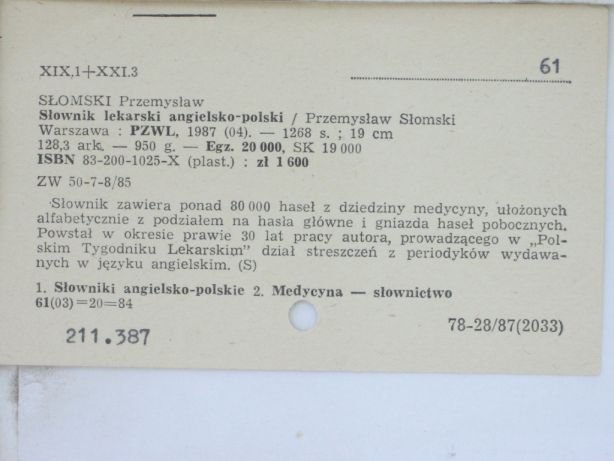 XIX,1+XXI.3
61
SŁOMSKI Przemysław
Słownik lekarski angielsko-polski / Przemysław Słomski
Warszawa : PZWL, 1987 (04). — 1268 s. ; 19 cm
128,3 ark. — 950 g. — Egz. 20 000, SK 19 000
ISBN 83-200-1025-X (plast.) : zł 1 600
ZW 50-7-8/85
Słownik zawiera ponad 80 000 haseł z dziedziny medycyny, ułożonych
alfabetycznie z podziałem na hasła główne i gniazda haseł pobocznych.
Powstał w okresie prawie 30 lat pracy autora, prowadzącego w „Pol-
skim Tygodniku Lekarskim” dział streszczeń z periodyków wydawa-
nych w języku angielskim. (S)
1. Słowniki angielsko-polskie 2. Medycyna — słownictwo
61(03)=20=84
211.387
78-28/87(2033)